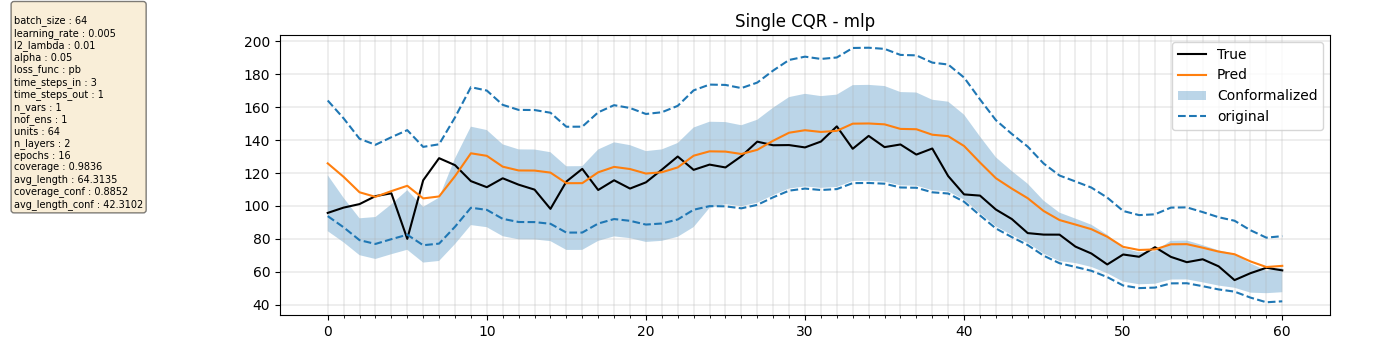 batch_size : 64
learning_rate : 0.005
l2_lambda : 0.01
alpha : 0.05
loss_func : pb
time_steps_in : 3
time_steps_out : 1
n_vars : 1
nof_ens : 1
units : 64
n_layers : 2
epochs : 16
coverage : 0.9836
avg_length : 64.3135
coverage_conf : 0.8852
avg_length_conf : 42.3102
Single CQR - mlp
200
180
160
140
120
100
80
60
40
0 10 20 30 40 50 60
True
Pred
Conformalized
original